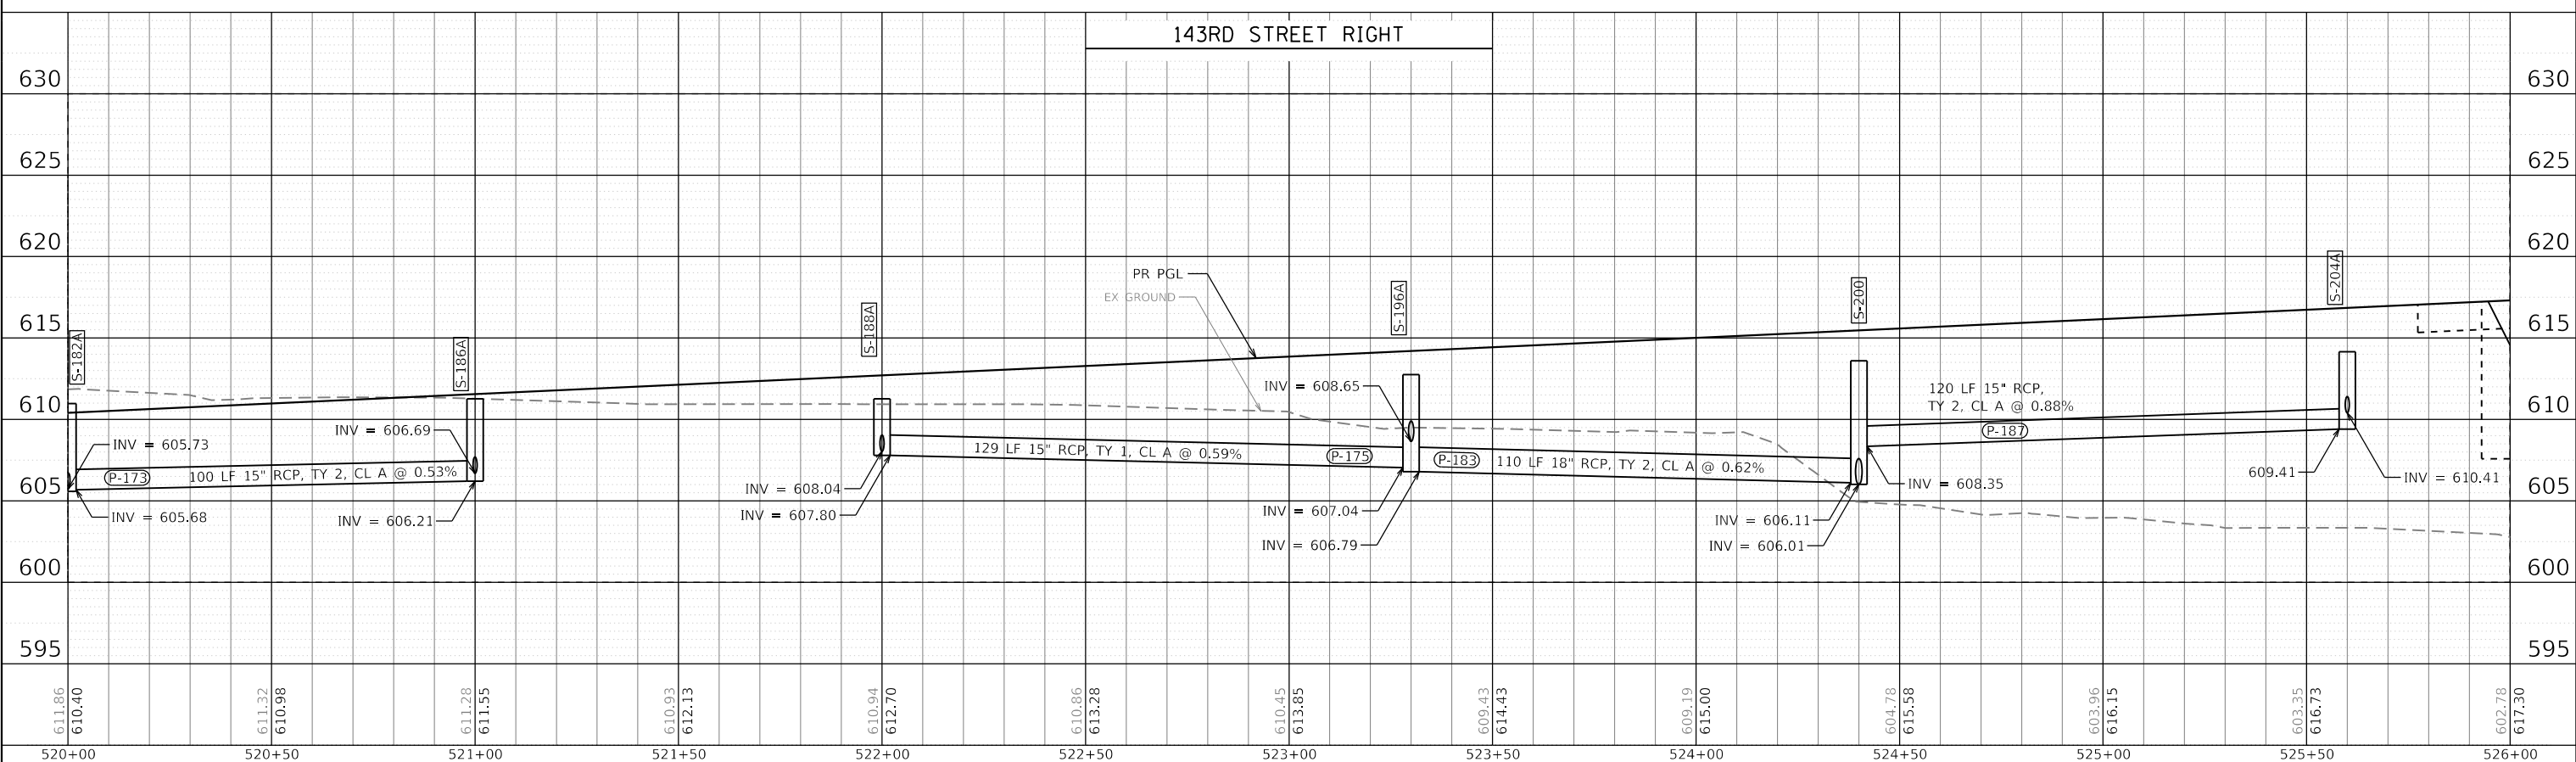 143RD STREET RIGHT
630
630
625
625
620
620
615
615
610
610
605
605
600
600
595
595
PR PGL
EX GROUND
S-182A
S-186A
S-188A
S-196A
S-200
S-204A
INV = 605.73
P-173
100 LF 15" RCP, TY 2, CL A @ 0.53%
INV = 605.68
INV = 606.69
INV = 606.21
INV = 608.04
INV = 607.80
129 LF 15" RCP, TY 1, CL A @ 0.59%
P-175
INV = 608.65
INV = 607.04
INV = 606.79
P-183
110 LF 18" RCP, TY 2, CL A @ 0.62%
INV = 606.11
INV = 606.01
INV = 608.35
120 LF 15" RCP,
TY 2, CL A @ 0.88%
P-187
609.41
INV = 610.41
611.86
610.40
611.32
610.98
611.28
611.55
610.93
612.13
610.94
612.70
610.86
613.28
610.45
613.85
609.43
614.43
609.19
615.00
604.78
615.58
603.96
616.15
603.35
616.73
602.78
617.30
520+00
520+50
521+00
521+50
522+00
522+50
523+00
523+50
524+00
524+50
525+00
525+50
526+00